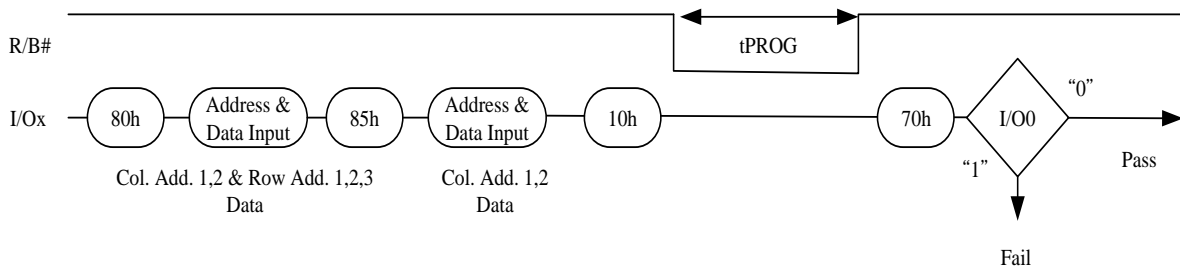 R/B#
tPROG
I/Ox
80h
Address &
Data Input
85h
Address &
Data Input
10h
70h
I/O0
“0”
“1”
Pass
Col. Add. 1,2 & Row Add. 1,2,3
Data
Col. Add. 1,2
Data
Fail